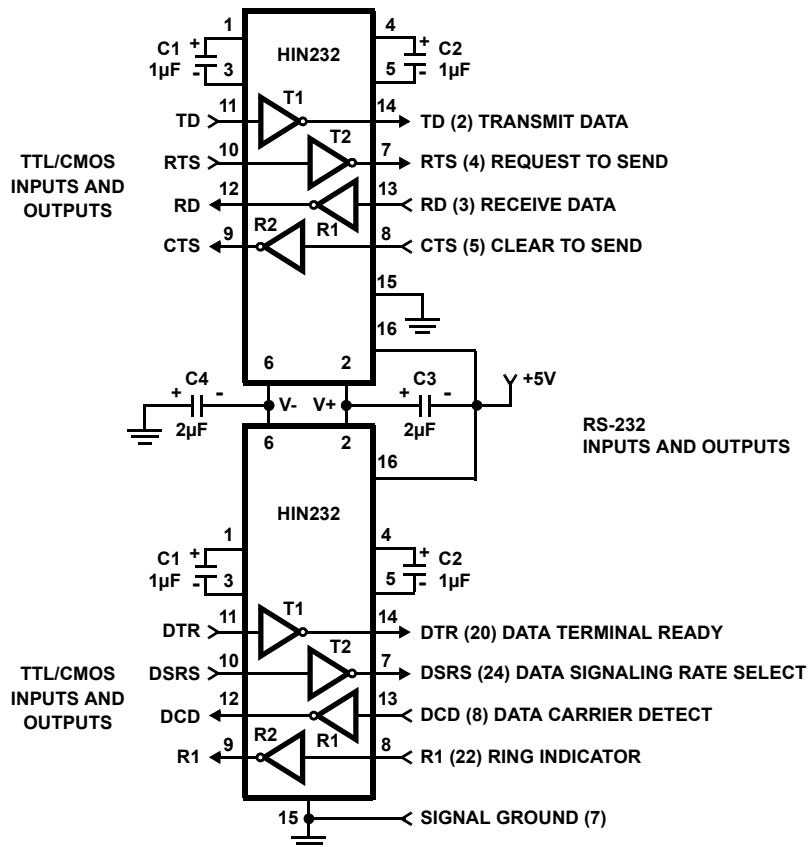 1
4
C1
+
1µF
-
3
HIN232
+
C2
5
-
1µF
11
T1
14
TD
TD (2) TRANSMIT DATA
10
T2
7
RTS
RTS (4) REQUEST TO SEND
TTL/CMOS
INPUTS AND
OUTPUTS
12
13
RD
RD (3) RECEIVE DATA
9
R2
R1
8
CTS
CTS (5) CLEAR TO SEND
15
16
6
2
C4
+
-
2µF
V-
V+
C3
+
-
2µF
+5V
RS-232
INPUTS AND OUTPUTS
6
2
16
HIN232
1
4
C1
+
1µF
-
3
+
C2
5
-
1µF
11
T1
14
DTR
DTR (20) DATA TERMINAL READY
10
T2
7
DSRS
DSRS (24) DATA SIGNALING RATE SELECT
TTL/CMOS
INPUTS AND
OUTPUTS
12
13
DCD
DCD (8) DATA CARRIER DETECT
9
R2
R1
8
R1
R1 (22) RING INDICATOR
15
SIGNAL GROUND (7)